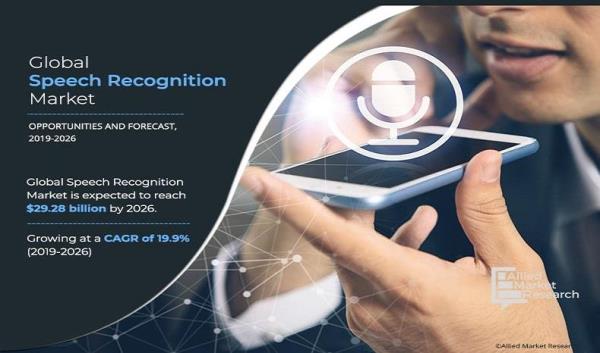 Global
Speech Recognition
Market
OPPORTUNITIES AND FORECAST,
2019-2026
Global Speech Recognition
Market is expected to reach
$29.28 billion by 2026.
Growing at a CAGR of 19.9%
(2019-2026)
Allied
Market
Research
©Allied Market Research